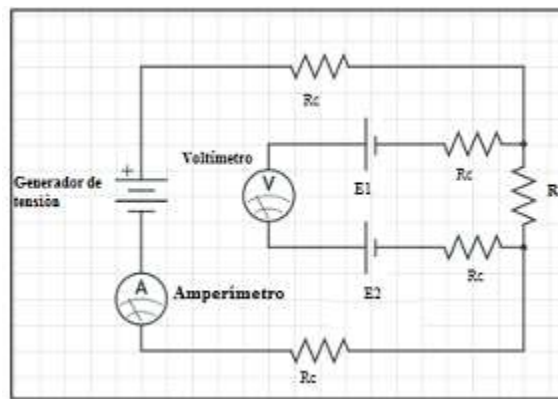 Rc
Voltímetro
+
Generador de
tensión
V
E1
Rc
R
A
Amperímetro
E2
Rc
Rc